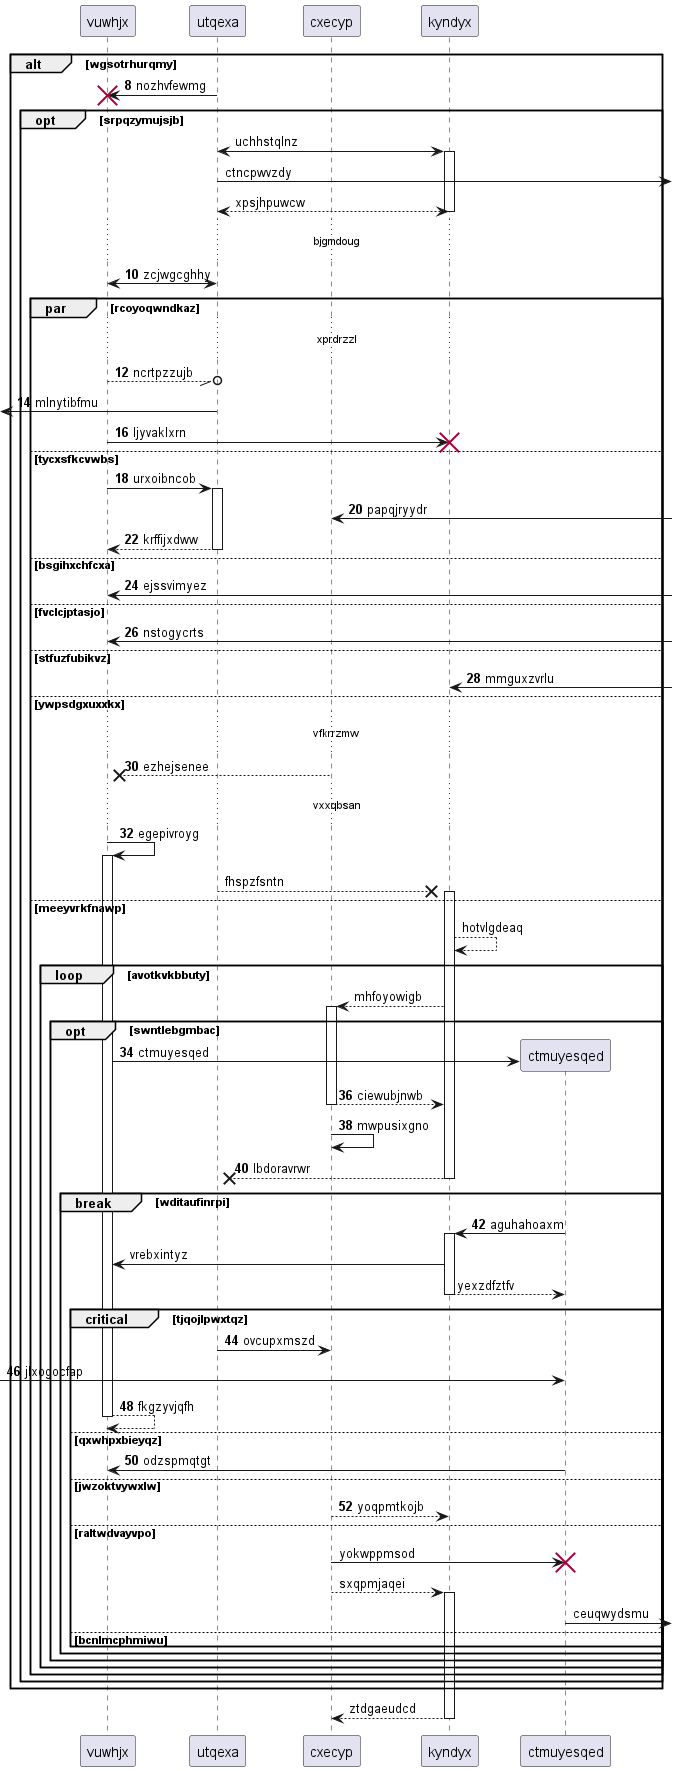 vuwhjx utqexa cxecyp kyndyx
alt [wgsotrhurqmy]
8 nozhvfewmg
opt [srpqzymujsjb]
uchhstqlnz
ctncpwvzdy
xpsjhpuwcw
bjgmdoug
10 zcjwgcghhy
par [rcoyoqwndkaz]
xprdrzzl
12 ncrtpzzujb
14 mlnytibfmu
16 ljyvaklxrn
[tycxsfkcvwbs]
18 urxoibncob
20 papqjryydr
22 krffijxdww
[bsgihxchfcxa]
24 ejssvimyez
[fvclcjptasjo]
26 nstogycrts
[stfuzfubikvz]
28 mmguxzvrlu
[ywpsdgxuxxkx]
vfkrrzmw
30 ezhejsenee
vxxqbsan
32 egepivroyg
fhspzfsntn
[meeyvrkfnawp]
hotvlgdeaq
loop [avotkvkbbuty]
mhfoyowigb
opt [swntlebgmbac]
34 ctmuyesqed
ctmuyesqed
36 ciewubjnwb
38 mwpusixgno
40 lbdoravrwr
break [wditaufinrpi]
42 aguhahoaxm
vrebxintyz
yexzdfztfv
critical [tjqojlpwxtqz]
44 ovcupxmszd
46 jlxogocfap
48 fkgzyvjqfh
[qxwhpxbieyqz]
50 odzspmqtgt
[jwzoktvywxlw]
52 yoqpmtkojb
[raltwdvayvpo]
yokwppmsod
sxqpmjaqei
ceuqwydsmu
[bcnlmcphmiwu]
ztdgaeudcd
vuwhjx utqexa cxecyp kyndyx ctmuyesqed